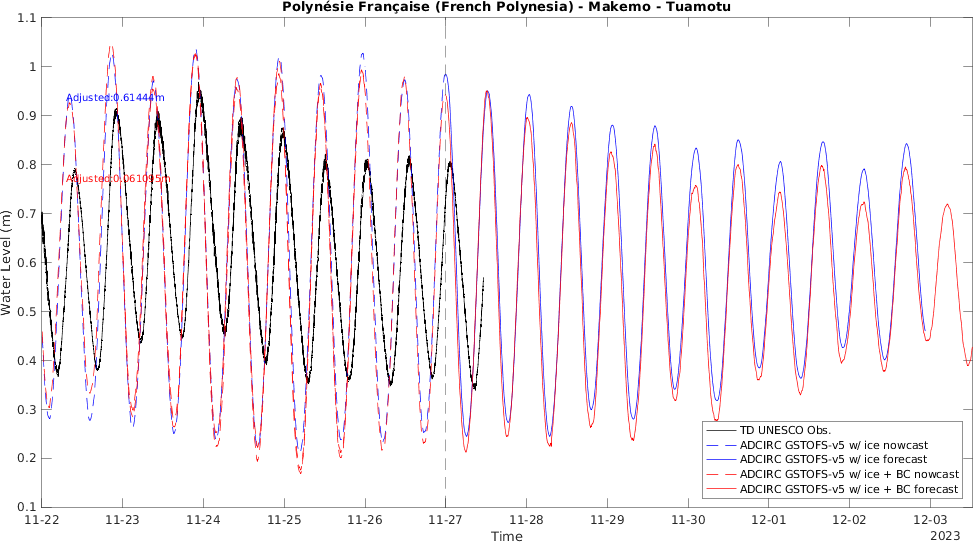 Polynésie Française (French Polynesia) - Makemo - Tuamotu
Water Level (m)
1.1
1
0.9
0.8
0.7
0.6
0.5
0.4
0.3
0.2
0.1
Adjusted:0.61444m
Adjusted:0.061095m
TD UNESCO Obs.
ADCIRC GSTOFS-v5 w/ ice nowcast
ADCIRC GSTOFS-v5 w/ ice forecast
ADCIRC GSTOFS-v5 w/ ice + BC nowcast
ADCIRC GSTOFS-v5 w/ ice + BC forecast
11-22 11-23 11-24 11-25 11-26 11-27 11-28 11-29 11-30 12-01 12-02 12-03
Time
2023